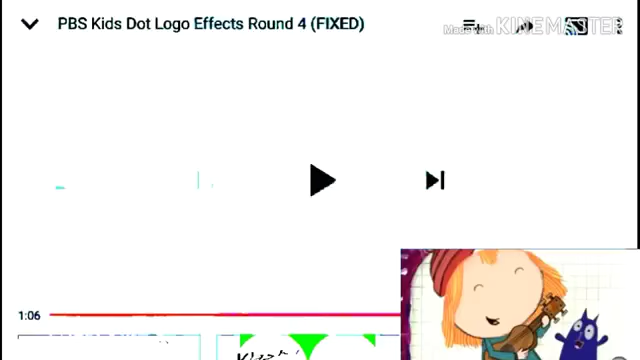 PBS Kids Dot Logo Effects Round 4 (FIXED)
Made with KINEMASTER
1:06